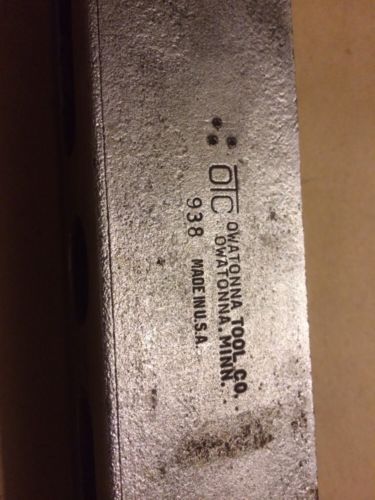 OTC
OWATONNA TOOL CO.
OWATONNA, MINN.
938 MADE IN U.S.A.